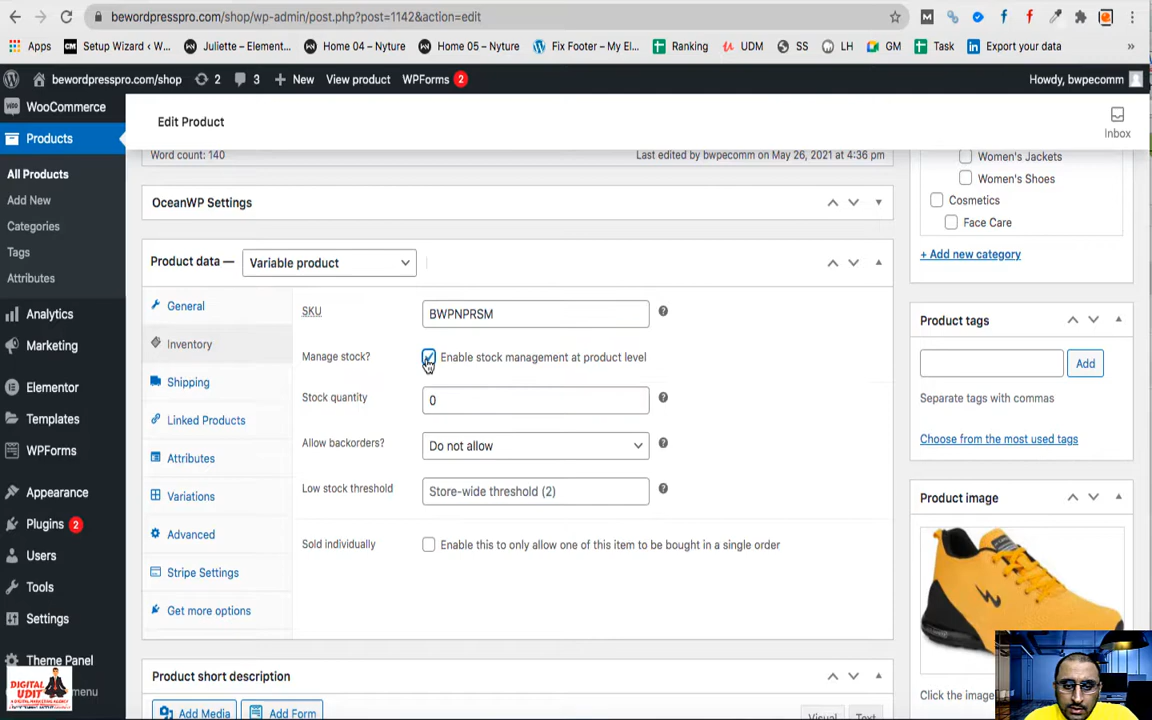 bewordpresspro.com/shop/wp-admin/post.php?post=1142&action=edit
Apps
CM Setup Wizard ‹ W...
Juliette – Element...
Home 04 – Nyture
Home 05 – Nyture
Fix Footer – My El...
Ranking
UDM
SS
LH
GM
Task
Export your data
»
bewordpresspro.com/shop
2
3
New
View product
WPForms 2
Howdy, bwpecomm
WooCommerce
Products
All Products
Add New
Categories
Tags
Attributes
Analytics
Marketing
Elementor
Templates
WPForms
Appearance
Plugins 2
Users
Tools
Settings
Theme Panel
menu
DIGITAL
UDIT
Edit Product
Inbox
Word count: 140
Last edited by bwpecomm on May 26, 2021 at 4:36 pm
OceanWP Settings
Product data — Variable product
General
Inventory
Shipping
Linked Products
Attributes
Variations
Advanced
Stripe Settings
Get more options
SKU BWPNPRSM
Manage stock? Enable stock management at product level
Stock quantity 0
Allow backorders? Do not allow
Low stock threshold Store-wide threshold (2)
Sold individually Enable this to only allow one of this item to be bought in a single order
Product short description
Add Media
Add Form
Visual
Text
Women's Jackets
Women's Shoes
Cosmetics
Face Care
+ Add new category
Product tags
Add
Separate tags with commas
Choose from the most used tags
Product image
Click the image